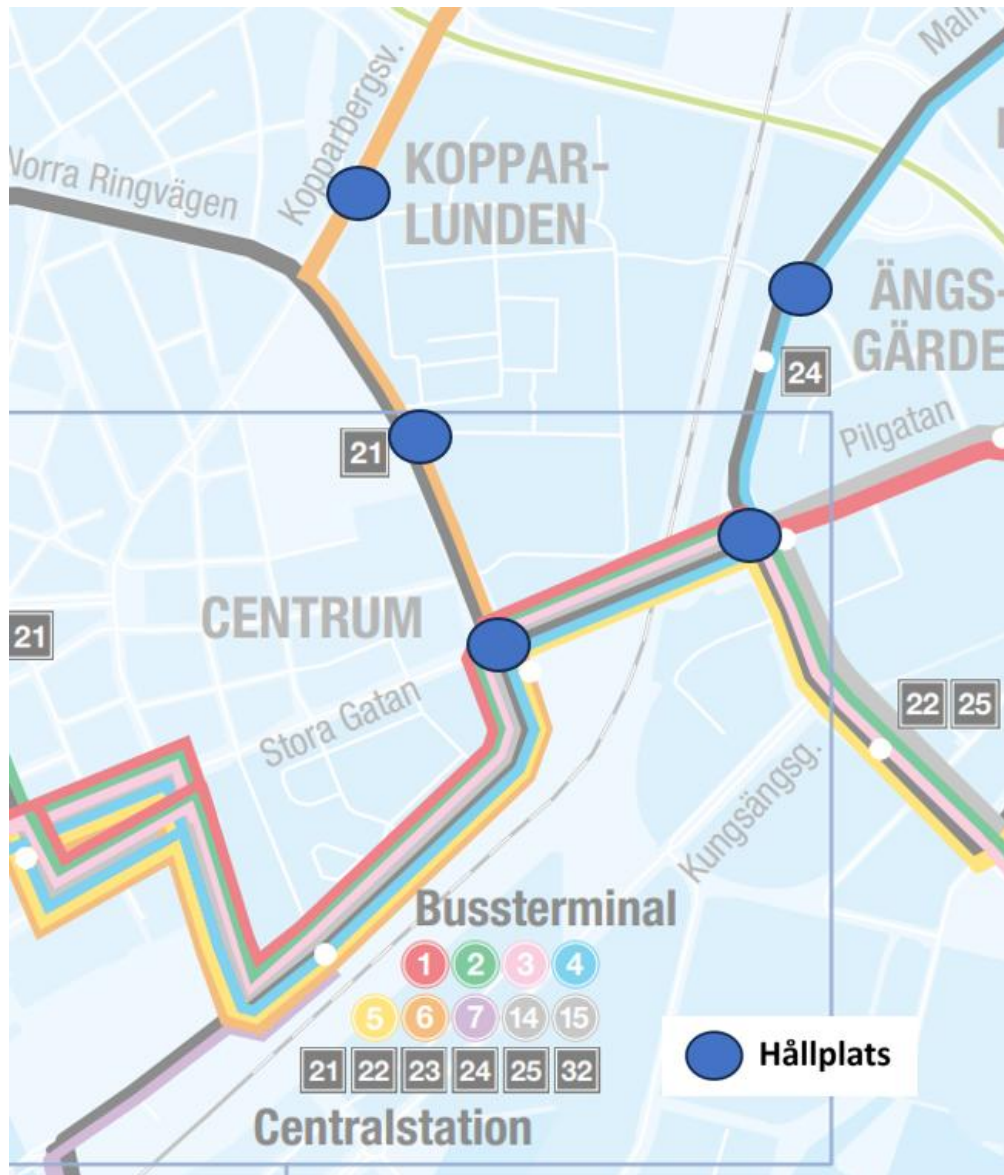 Malm
Kopparbergsv.
KOPPAR-
LUNDEN
Norra Ringvägen
ÄNGS-
GÄRDE
24
Pilgatan
21
CENTRUM
21
Stora Gatan
22 25
Kungsängsg.
Bussterminal
1 2 3 4
5 6 7 14 15
21 22 23 24 25 32
Centralstation
Hållplats